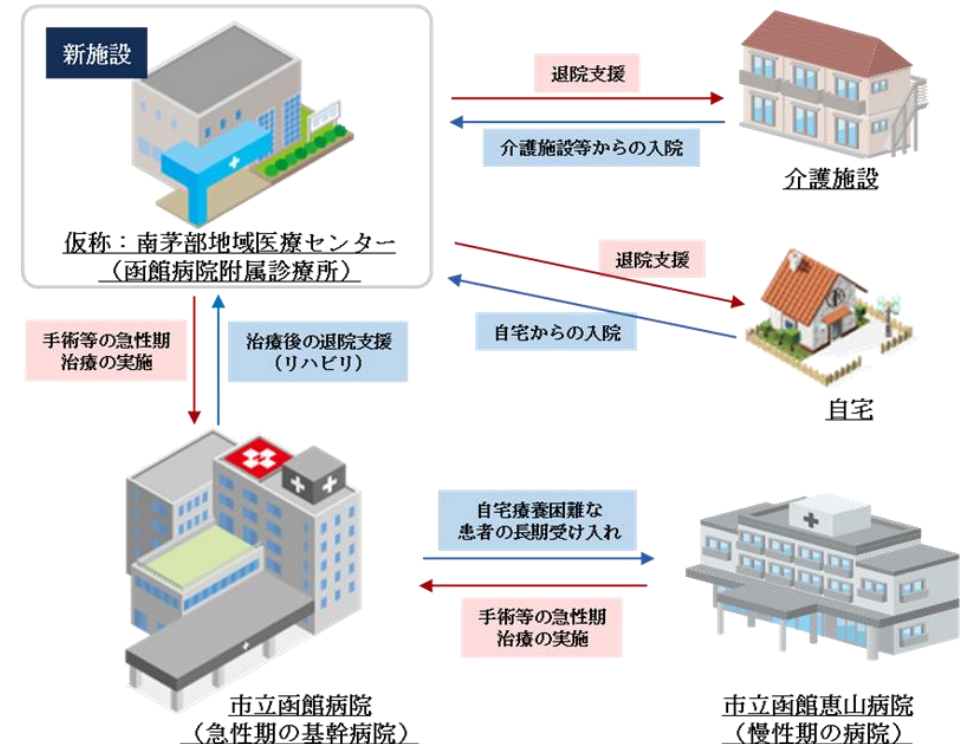 新施設
仮称：南茅部地域医療センター
（函館病院附属診療所）
退院支援
介護施設等からの入院
介護施設
退院支援
自宅からの入院
自宅
手術等の急性期
治療の実施
治療後の退院支援
（リハビリ）
市立函館病院
（急性期の基幹病院）
自宅療養困難な
患者の長期受け入れ
手術等の急性期
治療の実施
市立函館恵山病院
（慢性期の病院）